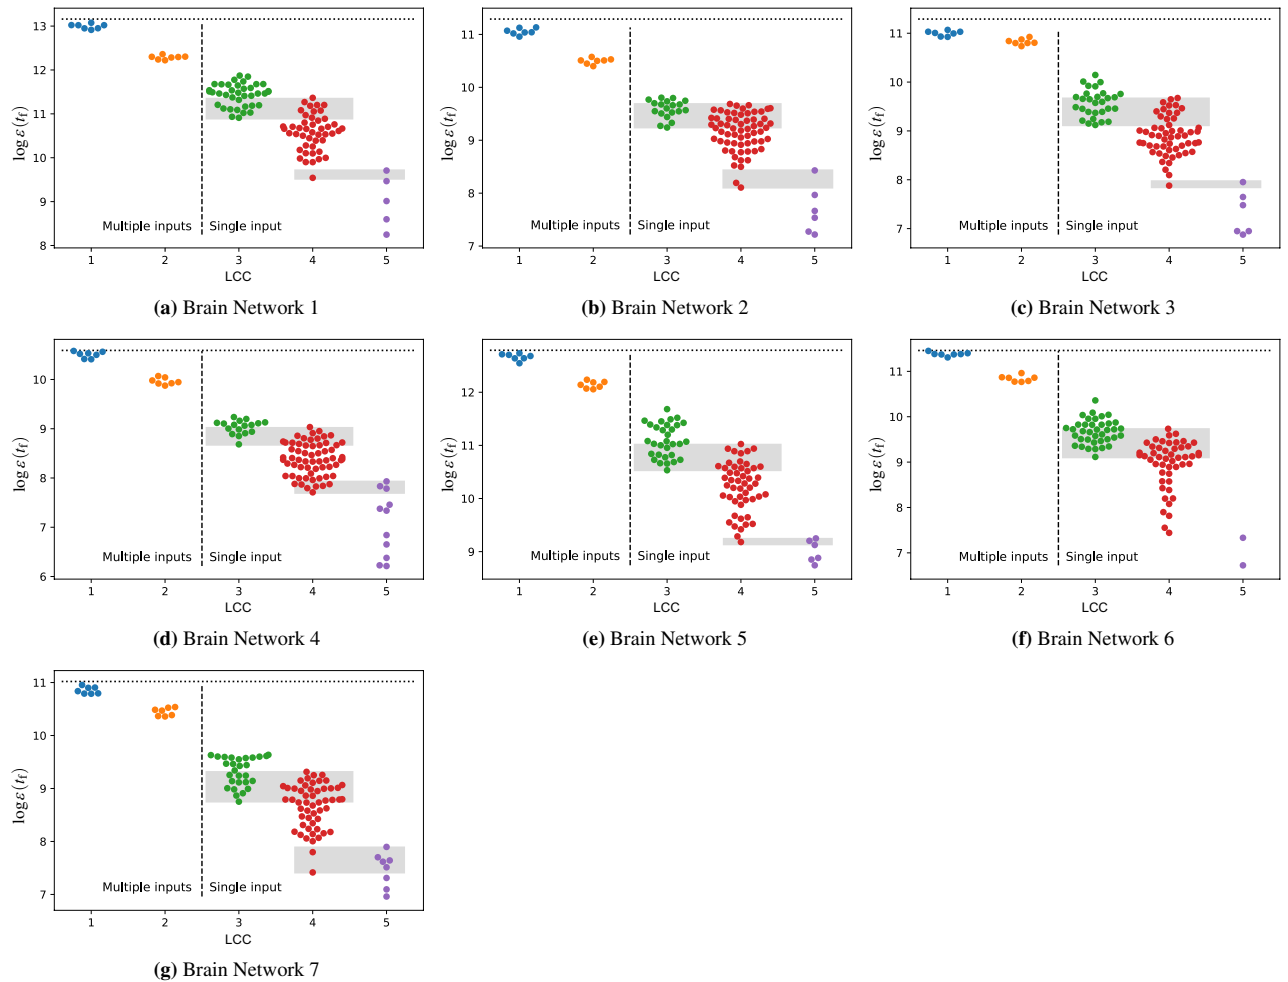 13
12
11
10
9
8
log ε(t_f)
Multiple inputs
Single input
1 2 3 4 5
LCC
(a) Brain Network 1
11
10
9
8
7
log ε(t_f)
Multiple inputs
Single input
1 2 3 4 5
LCC
(b) Brain Network 2
11
10
9
8
7
log ε(t_f)
Multiple inputs
Single input
1 2 3 4 5
LCC
(c) Brain Network 3
10
9
8
7
6
log ε(t_f)
Multiple inputs
Single input
1 2 3 4 5
LCC
(d) Brain Network 4
12
11
10
9
log ε(t_f)
Multiple inputs
Single input
1 2 3 4 5
LCC
(e) Brain Network 5
11
10
9
8
7
log ε(t_f)
Multiple inputs
Single input
1 2 3 4 5
LCC
(f) Brain Network 6
11
10
9
8
7
log ε(t_f)
Multiple inputs
Single input
1 2 3 4 5
LCC
(g) Brain Network 7